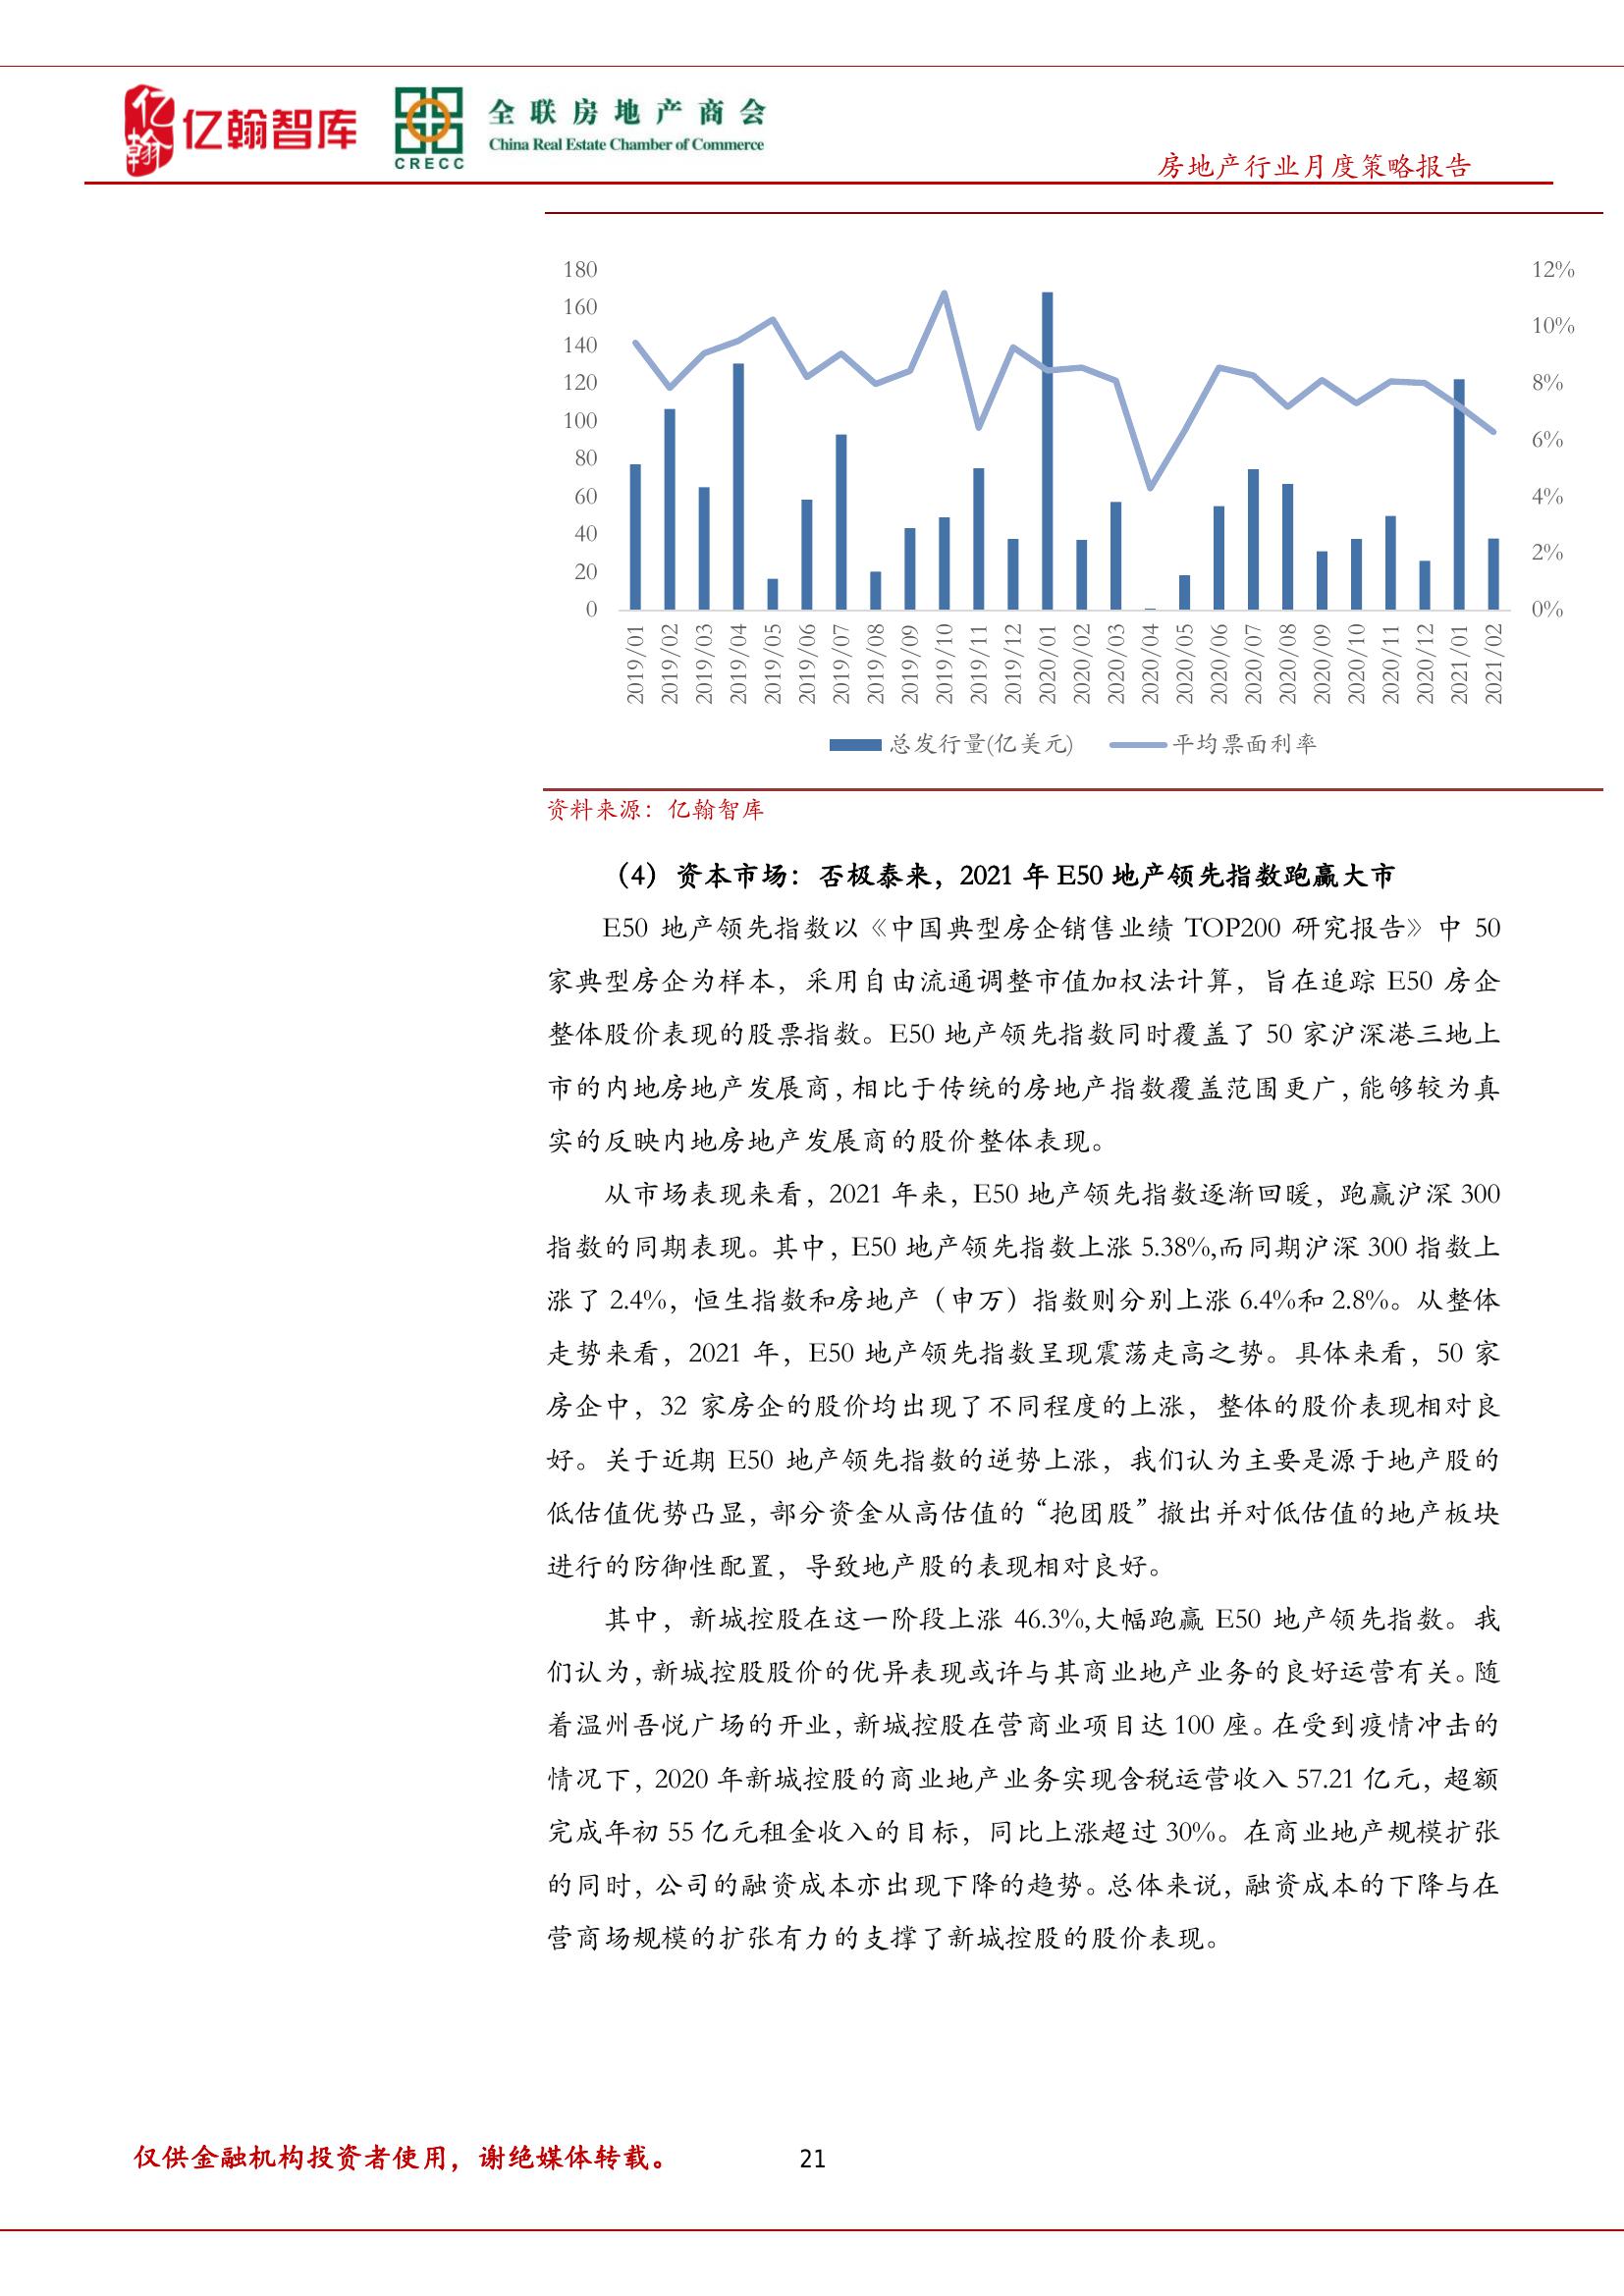 亿翰
亿翰智库
CRECC
全联房地产商会
China Real Estate Chamber of Commerce
房地产行业月度策略报告
180
160
140
120
100
80
60
40
20
0
12%
10%
8%
6%
4%
2%
0%
2019/01
2019/02
2019/03
2019/04
2019/05
2019/06
2019/07
2019/08
2019/09
2019/10
2019/11
2019/12
2020/01
2020/02
2020/03
2020/04
2020/05
2020/06
2020/07
2020/08
2020/09
2020/10
2020/11
2020/12
2021/01
2021/02
总发行量(亿美元)
平均票面利率
资料来源：亿翰智库
（4）资本市场：否极泰来，2021 年 E50 地产领先指数跑赢大市
E50 地产领先指数以《中国典型房企销售业绩 TOP200 研究报告》中 50
家典型房企为样本，采用自由流通调整市值加权法计算，旨在追踪 E50 房企
整体股价表现的股票指数。E50 地产领先指数同时覆盖了 50 家沪深港三地上
市的内地房地产发展商，相比于传统的房地产指数覆盖范围更广，能够较为真
实的反映内地房地产发展商的股价整体表现。
从市场表现来看，2021 年来，E50 地产领先指数逐渐回暖，跑赢沪深 300
指数的同期表现。其中，E50 地产领先指数上涨 5.38%,而同期沪深 300 指数上
涨了 2.4%，恒生指数和房地产（申万）指数则分别上涨 6.4%和 2.8%。从整体
走势来看，2021 年，E50 地产领先指数呈现震荡走高之势。具体来看，50 家
房企中，32 家房企的股价均出现了不同程度的上涨，整体的股价表现相对良
好。关于近期 E50 地产领先指数的逆势上涨，我们认为主要是源于地产股的
低估值优势凸显，部分资金从高估值的“抱团股”撤出并对低估值的地产板块
进行的防御性配置，导致地产股的表现相对良好。
其中，新城控股在这一阶段上涨 46.3%,大幅跑赢 E50 地产领先指数。我
们认为，新城控股股价的优异表现或许与其商业地产业务的良好运营有关。随
着温州吾悦广场的开业，新城控股在营商业项目达 100 座。在受到疫情冲击的
情况下，2020 年新城控股的商业地产业务实现含税运营收入 57.21 亿元，超额
完成年初 55 亿元租金收入的目标，同比上涨超过 30%。在商业地产规模扩张
的同时，公司的融资成本亦出现下降的趋势。总体来说，融资成本的下降与在
营商场规模的扩张有力的支撑了新城控股的股价表现。
仅供金融机构投资者使用，谢绝媒体转载。
21